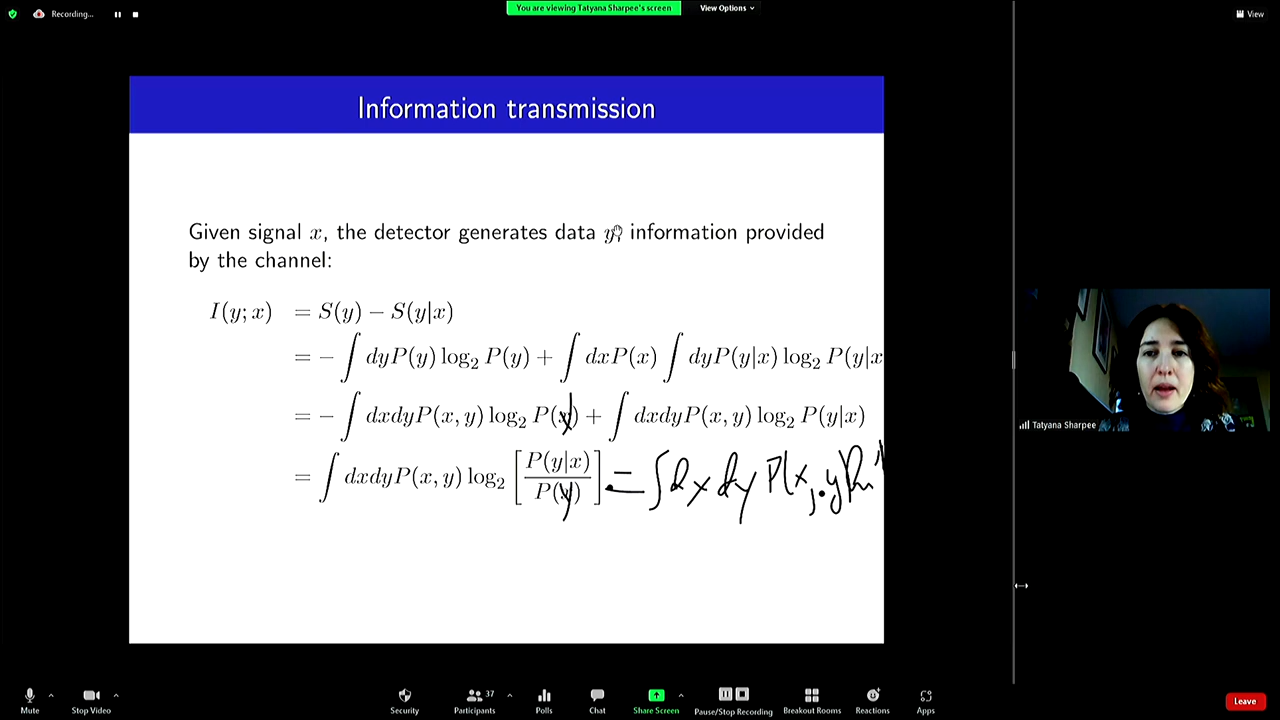 Recording...
You are viewing Tatyana Sharpee's screen
View Options
View
Information transmission
Given signal x, the detector generates data y, information provided
by the channel:
I(y; x) = S(y) − S(y|x)
= − ∫ dyP(y) log₂ P(y) + ∫ dxP(x) ∫ dyP(y|x) log₂ P(y|x
= − ∫ dxdyP(x, y) log₂ P(y) + ∫ dxdyP(x, y) log₂ P(y|x)
= ∫ dxdyP(x, y) log₂ [P(y|x) / P(y)] = ∫ dx dy P(x, y)
Tatyana Sharpee
Mute
Stop Video
Security
Participants 37
Polls
Chat
Share Screen
Pause/Stop Recording
Breakout Rooms
Reactions
Apps
Leave